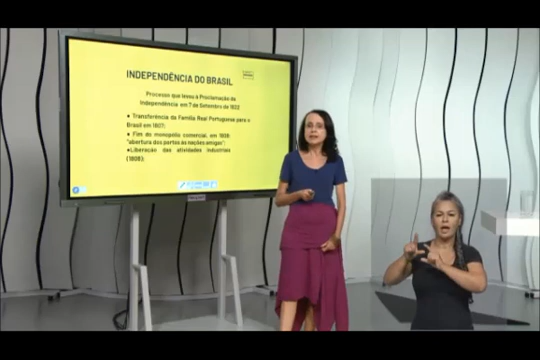 INDEPENDÊNCIA DO BRASIL
Processo que levou à Proclamação da
Independência em 7 de Setembro de 1822
● Transferência da Família Real Portuguesa para o
Brasil em 1807;
● Fim do monopólio comercial, em 1808:
"abertura dos portos às nações amigas";
●Liberação das atividades industriais
(1808);